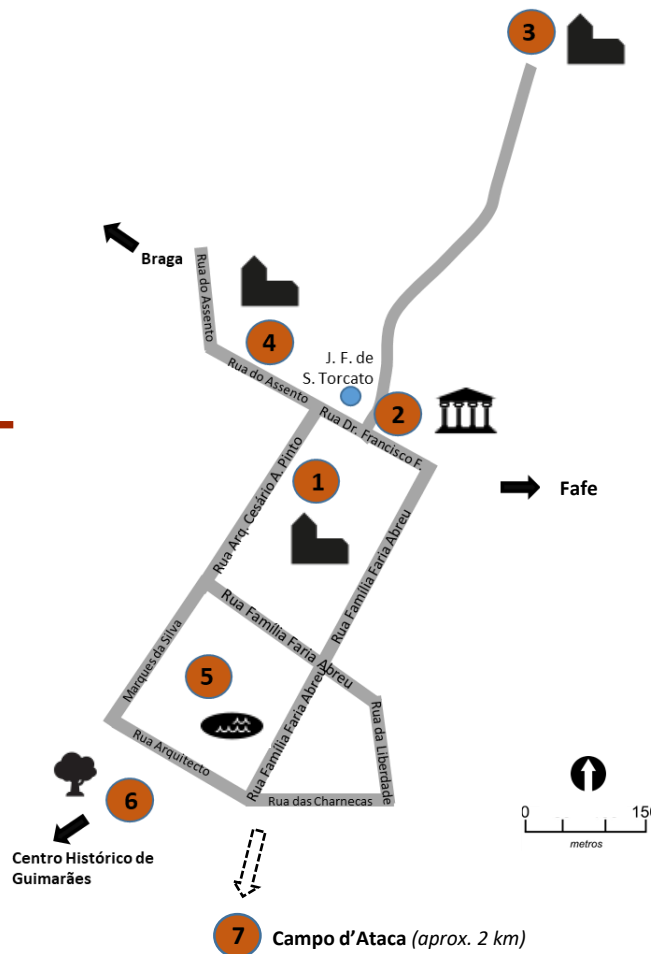 3
Braga
Rua do Assento
4
J. F. de
S. Torcato
Rua do Assento
2
Rua Dr. Francisco F.
1
Fafe
Rua Arq. Cesário A. Pinto
Rua Família Faria Abreu
Rua Família Faria Abreu
Marques da Silva
5
Rua Família Faria Abreu
Rua da Liberdade
Rua Arquitecto
6
Rua das Charnecas
0 150
metros
Centro Histórico de
Guimarães
7 Campo d’Ataca (aprox. 2 km)